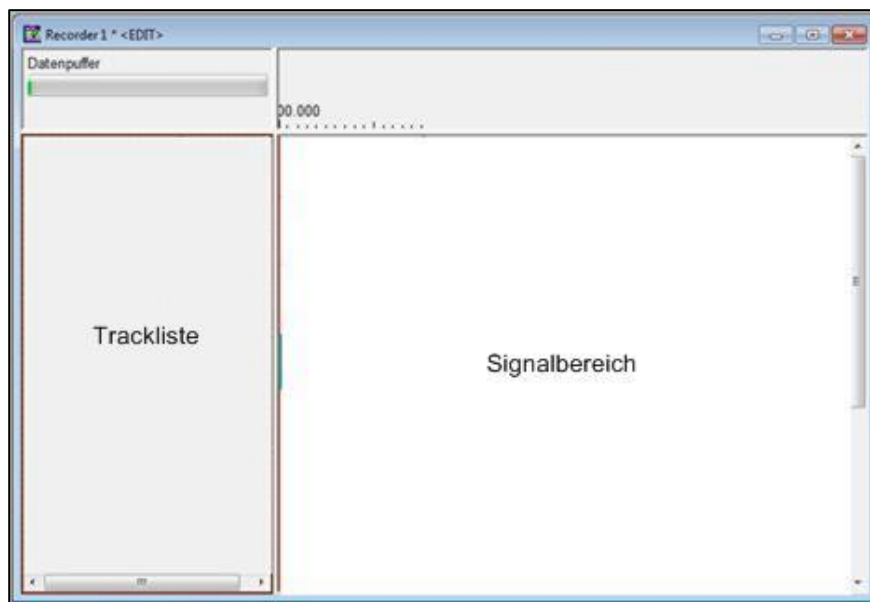 Recorder 1 * <EDIT>
Datenpuffer
00.000
Trackliste
Signalbereich